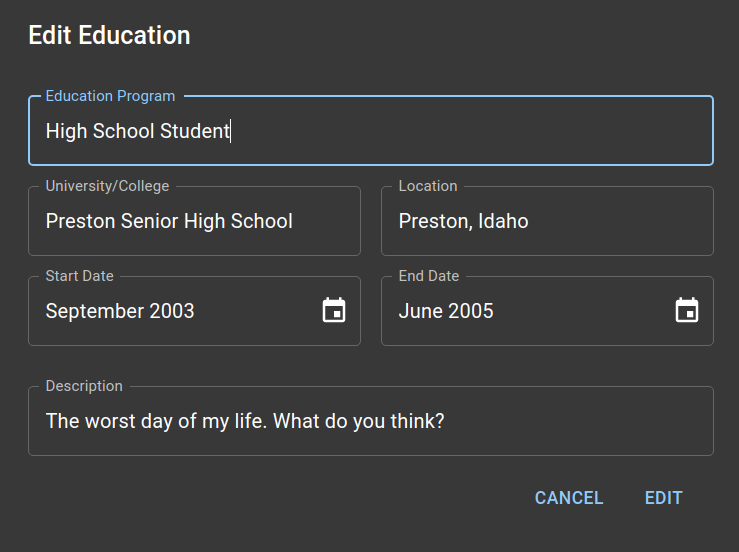 Edit Education
Education Program
High School Student
University/College
Preston Senior High School
Location
Preston, Idaho
Start Date
September 2003
End Date
June 2005
Description
The worst day of my life. What do you think?
CANCEL
EDIT